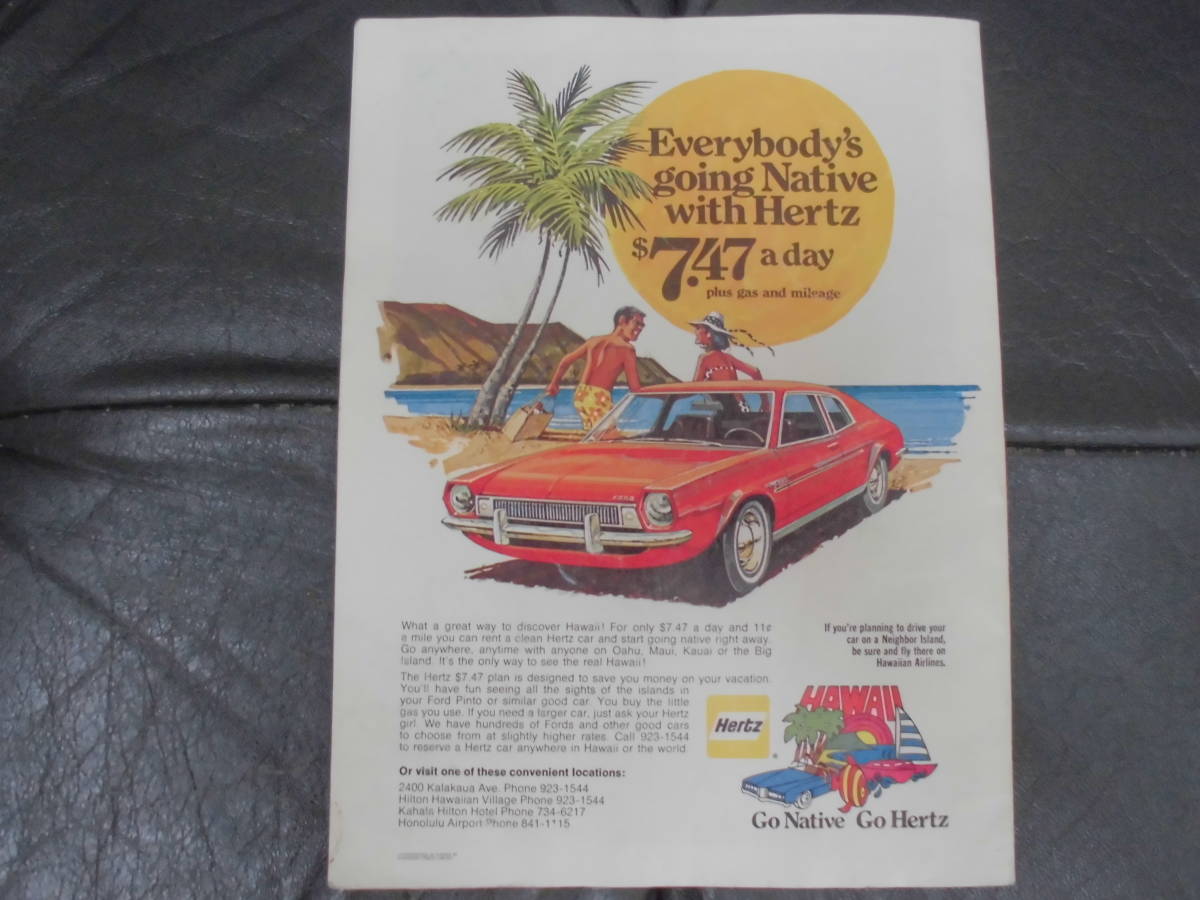 Everybody's
going Native
with Hertz
$7.47 a day
plus gas and mileage
FORD
What a great way to discover Hawaii! For only $7.47 a day and 11¢
a mile you can rent a clean Hertz car and start going native right away.
Go anywhere, anytime with anyone on Oahu, Maui, Kauai or the Big
Island. It's the only way to see the real Hawaii!
The Hertz $7.47 plan is designed to save you money on your vacation.
You'll have fun seeing all the sights of the islands in
your Ford Pinto or similar good car. You buy the little
gas you use. If you need a larger car, just ask your Hertz
girl. We have hundreds of Fords and other good cars
to choose from at slightly higher rates. Call 923-1544
to reserve a Hertz car anywhere in Hawaii or the world.
Or visit one of these convenient locations:
2400 Kalakaua Ave. Phone 923-1544
Hilton Hawaiian Village Phone 923-1544
Kahala Hilton Hotel Phone 734-6217
Honolulu Airport Phone
If you're planning to drive your
car on a Neighbor Island,
be sure and fly there on
Hawaiian Airlines.
Hertz
®
HAWAII
Go Native Go Hertz